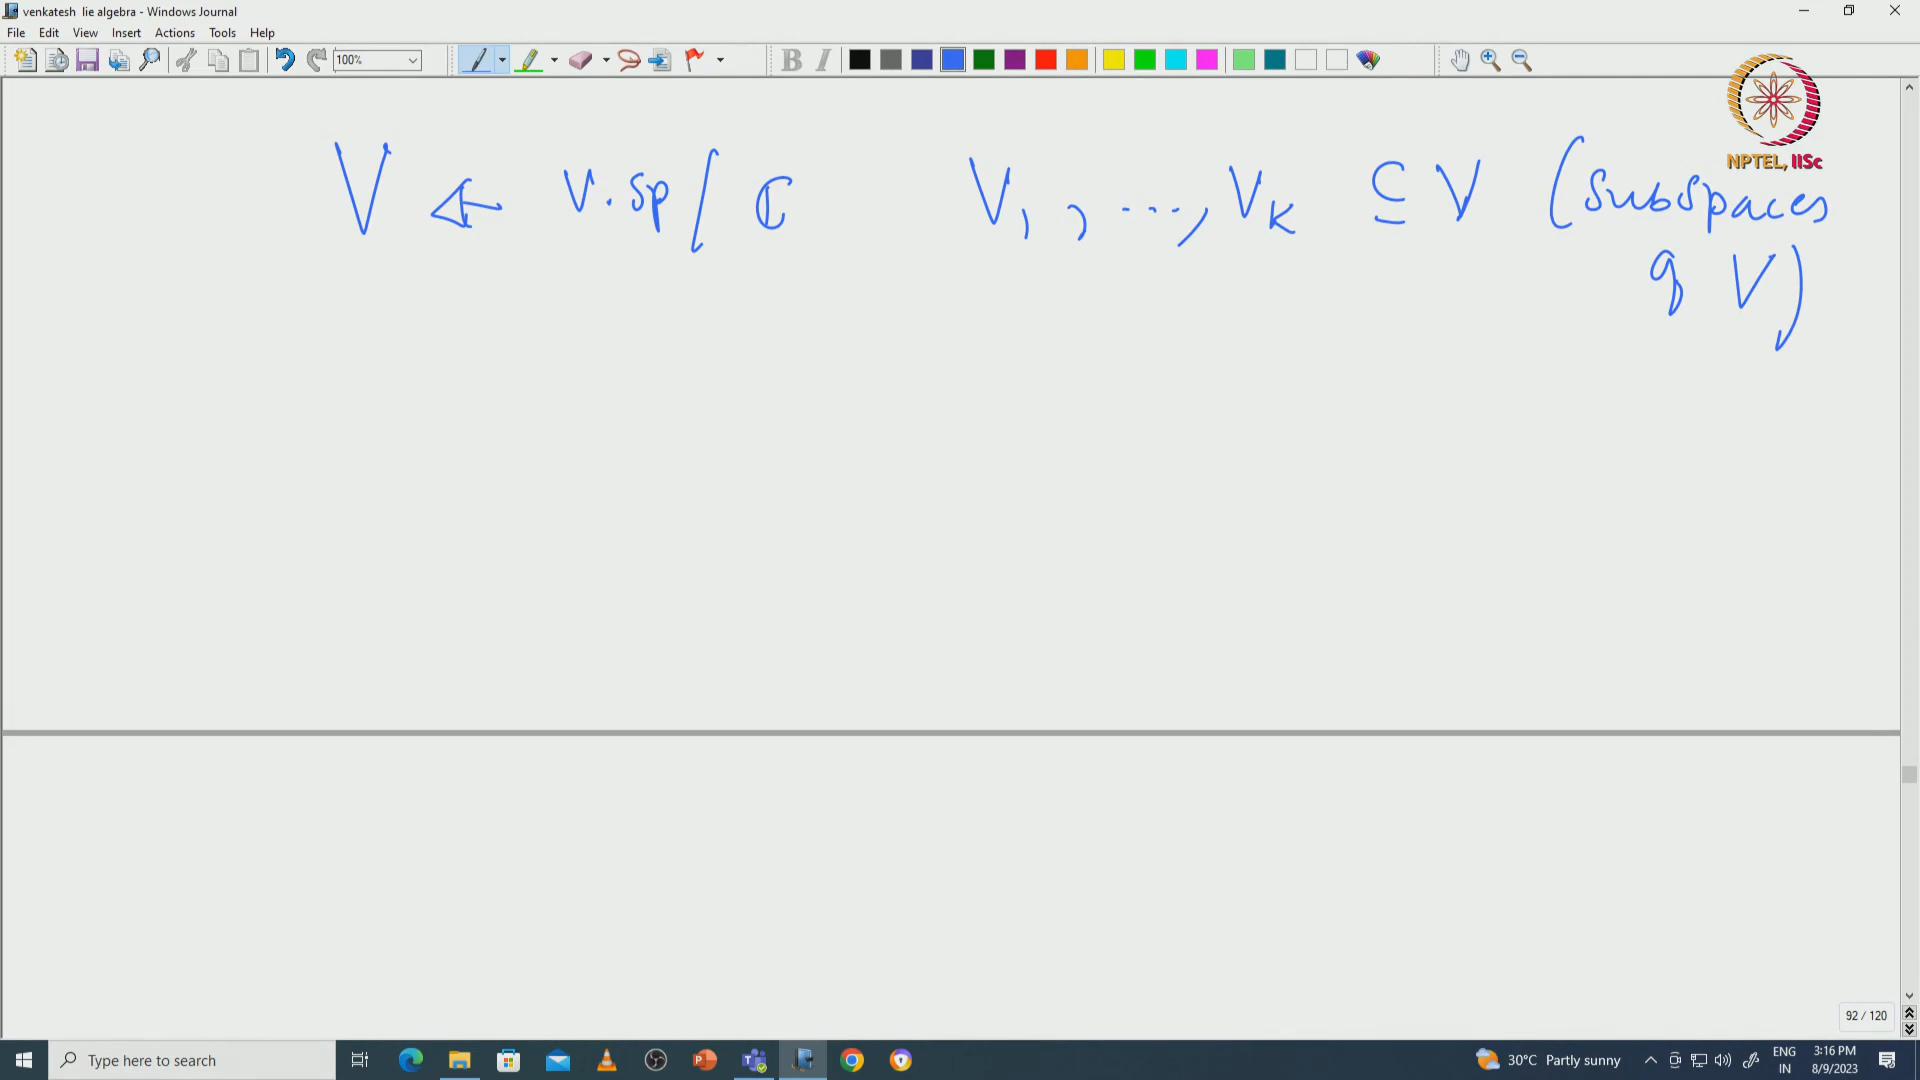 venkatesh lie algebra - Windows Journal
File Edit View Insert Actions Tools Help
100% B I
NPTEL, IISc
V ← v.sp / ℂ V₁, ..., Vₖ ⊆ V (subspaces
of V)
92 / 120
Type here to search 30°C Partly sunny ENG IN 3:16 PM 8/9/2023